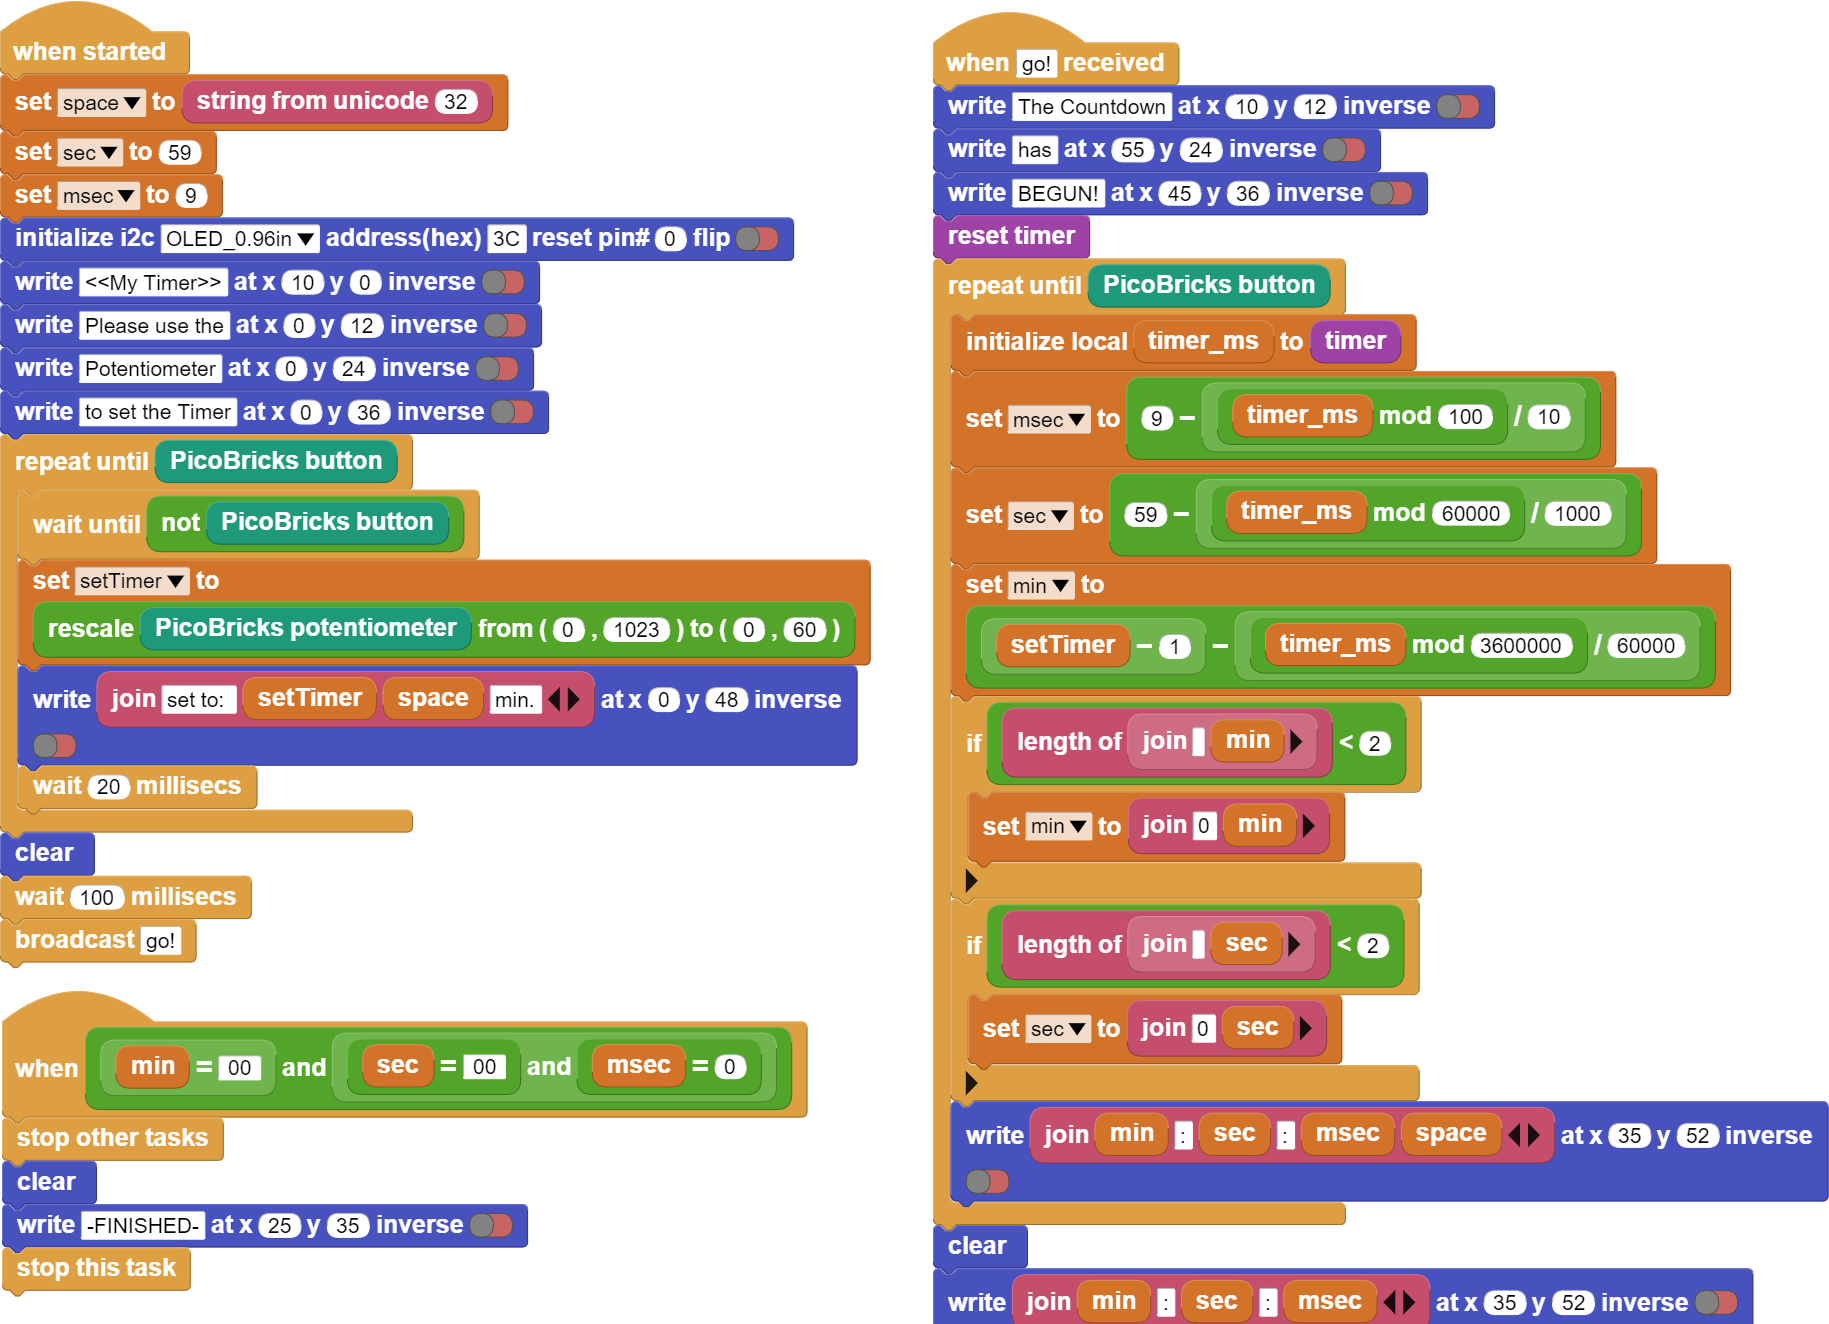 when started
set space to string from unicode 32
set sec to 59
set msec to 9
initialize i2c OLED_0.96in address(hex) 3C reset pin# 0 flip
write <<My Timer>> at x 10 y 0 inverse
write Please use the at x 0 y 12 inverse
write Potentiometer at x 0 y 24 inverse
write to set the Timer at x 0 y 36 inverse
repeat until PicoBricks button
wait until not PicoBricks button
set setTimer to
rescale PicoBricks potentiometer from ( 0 , 1023 ) to ( 0 , 60 )
write join set to: setTimer space min. at x 0 y 48 inverse
wait 20 millisecs
clear
wait 100 millisecs
broadcast go!
when min = 00 and sec = 00 and msec = 0
stop other tasks
clear
write -FINISHED- at x 25 y 35 inverse
stop this task
when go! received
write The Countdown at x 10 y 12 inverse
write has at x 55 y 24 inverse
write BEGUN! at x 45 y 36 inverse
reset timer
repeat until PicoBricks button
initialize local timer_ms to timer
set msec to 9 − timer_ms mod 100 / 10
set sec to 59 − timer_ms mod 60000 / 1000
set min to
setTimer − 1 − timer_ms mod 3600000 / 60000
if length of join min < 2
set min to join 0 min
if length of join sec < 2
set sec to join 0 sec
write join min : sec : msec space at x 35 y 52 inverse
clear
write join min : sec : msec at x 35 y 52 inverse